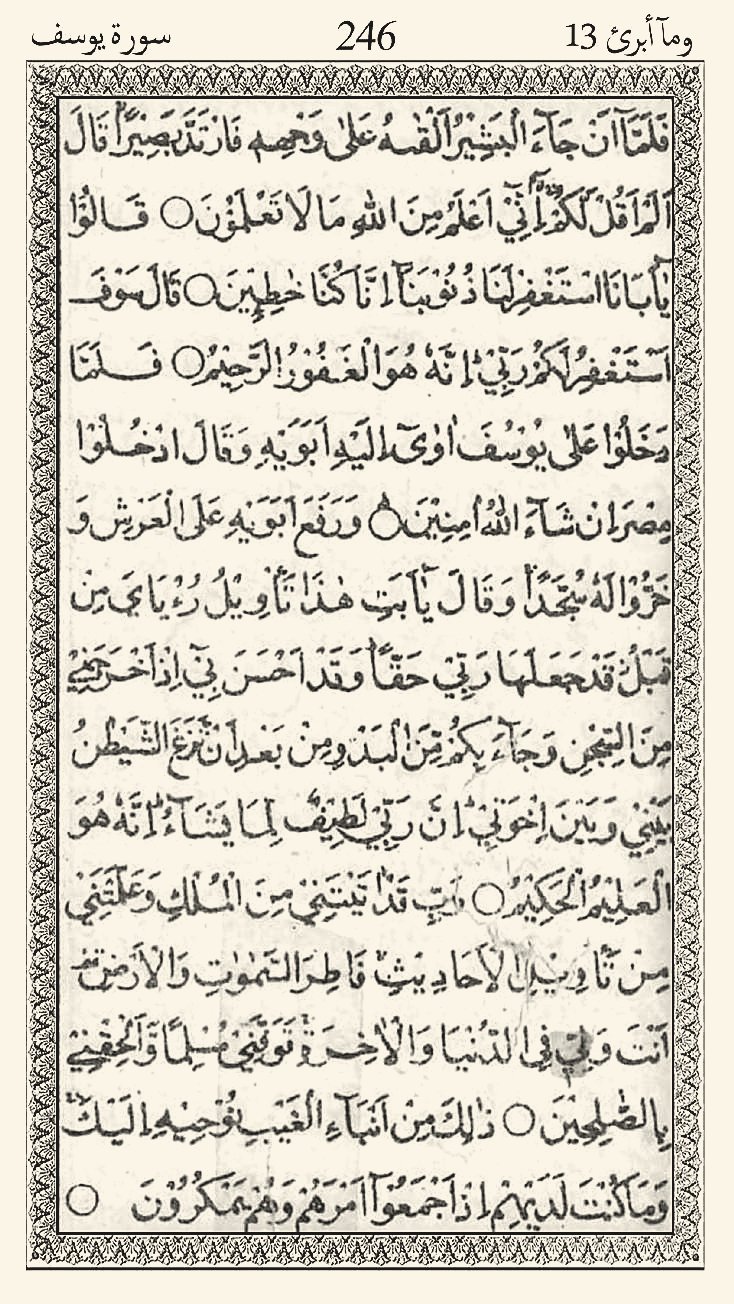 سورة يوسف 246 ومآ أبرئ 13
فَلَمَّآ اَنْ جَآءَ الْبَشِيْرُ اَلْقٰىهُ عَلٰى وَجْهِهٖ فَارْتَدَّ بَصِيْرًا ۚ قَالَ
اَلَمْ اَقُلْ لَّكُمْ ۚ اِنِّيْٓ اَعْلَمُ مِنَ اللّٰهِ مَا لَا تَعْلَمُوْنَ ○ قَالُوْا
يٰٓاَبَانَا اسْتَغْفِرْ لَنَا ذُنُوْبَنَآ اِنَّا كُنَّا خٰطِـِٕيْنَ ○ قَالَ سَوْفَ
اَسْتَغْفِرُ لَكُمْ رَبِّيْ ۭ اِنَّهٗ هُوَ الْغَفُوْرُ الرَّحِيْمُ ○ فَلَمَّا
دَخَلُوْا عَلٰى يُوْسُفَ اٰوٰٓى اِلَيْهِ اَبَوَيْهِ وَقَالَ ادْخُلُوْا
مِصْرَ اِنْ شَآءَ اللّٰهُ اٰمِنِيْنَ ○ وَرَفَعَ اَبَوَيْهِ عَلَى الْعَرْشِ وَ
خَرُّوْا لَهٗ سُجَّدًا ۚ وَقَالَ يٰٓاَبَتِ هٰذَا تَاْوِيْلُ رُءْيَايَ مِنْ
قَبْلُ ۡ قَدْ جَعَلَهَا رَبِّيْ حَقًّا ۭ وَقَدْ اَحْسَنَ بِيْٓ اِذْ اَخْرَجَنِيْ
مِنَ السِّجْنِ وَجَآءَ بِكُمْ مِّنَ الْبَدْوِ مِنْۢ بَعْدِ اَنْ نَّزَغَ الشَّيْطٰنُ
بَيْنِيْ وَبَيْنَ اِخْوَتِيْ ۭ اِنَّ رَبِّيْ لَطِيْفٌ لِّمَا يَشَآءُ ۭ اِنَّهٗ هُوَ
الْعَلِيْمُ الْحَكِيْمُ ○ رَبِّ قَدْ اٰتَيْتَنِيْ مِنَ الْمُلْكِ وَعَلَّمْتَنِيْ
مِنْ تَاْوِيْلِ الْاَحَادِيْثِ ۚ فَاطِرَ السَّمٰوٰتِ وَالْاَرْضِ ۣ
اَنْتَ وَلِيّٖ فِي الدُّنْيَا وَالْاٰخِرَةِ ۚ تَوَفَّنِيْ مُسْلِمًا وَّاَلْحِقْنِيْ
بِالصّٰلِحِيْنَ ○ ذٰلِكَ مِنْ اَنْۢبَآءِ الْغَيْبِ نُوْحِيْهِ اِلَيْكَ ۚ
وَمَا كُنْتَ لَدَيْهِمْ اِذْ اَجْمَعُوْٓا اَمْرَهُمْ وَهُمْ يَمْكُرُوْنَ ○